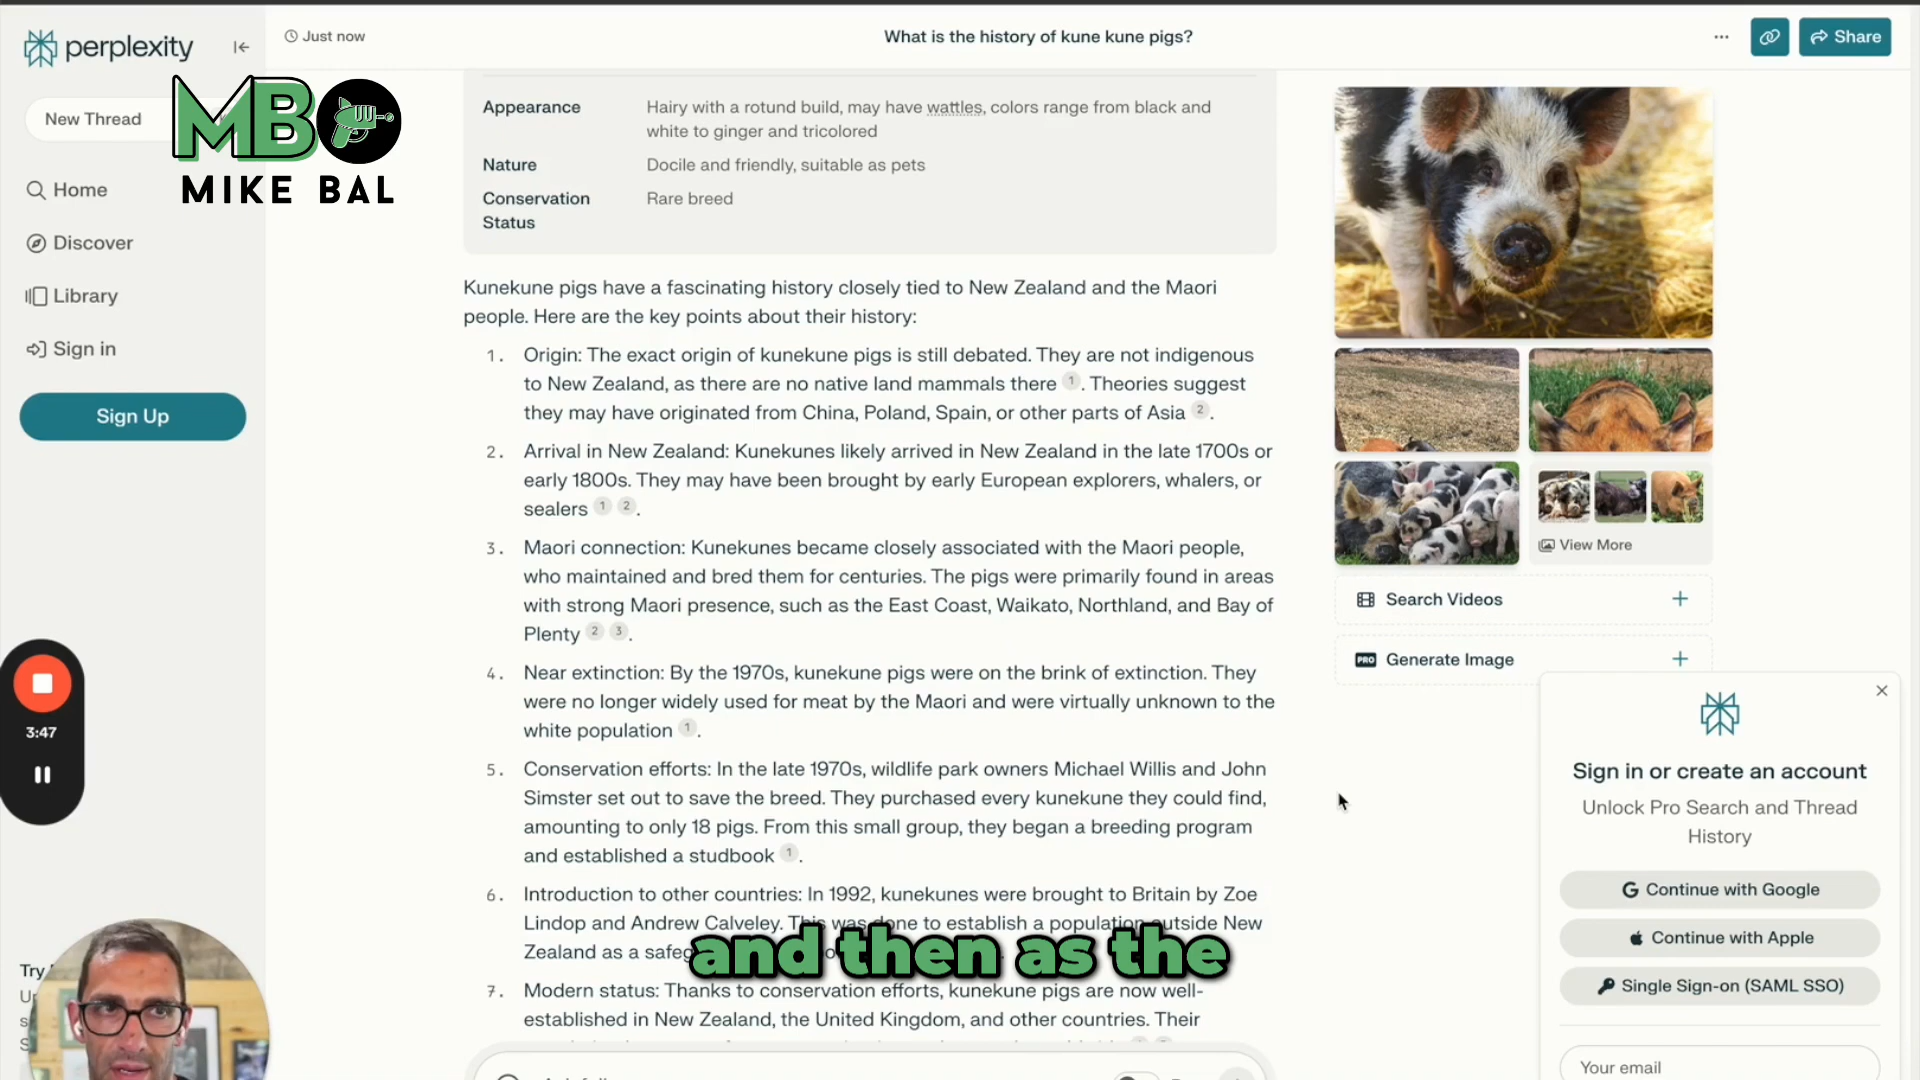 perplexity
Just now
What is the history of kune kune pigs?
Share
New Thread
MB
MIKE BAL
Home
Discover
Library
Sign in
Sign Up
3:47
Appearance
Hairy with a rotund build, may have wattles, colors range from black and
white to ginger and tricolored
Nature
Docile and friendly, suitable as pets
Conservation
Status
Rare breed
Kunekune pigs have a fascinating history closely tied to New Zealand and the Maori
people. Here are the key points about their history:
1. Origin: The exact origin of kunekune pigs is still debated. They are not indigenous
to New Zealand, as there are no native land mammals there 1. Theories suggest
they may have originated from China, Poland, Spain, or other parts of Asia 2.
2. Arrival in New Zealand: Kunekunes likely arrived in New Zealand in the late 1700s or
early 1800s. They may have been brought by early European explorers, whalers, or
sealers 1 2.
3. Maori connection: Kunekunes became closely associated with the Maori people,
who maintained and bred them for centuries. The pigs were primarily found in areas
with strong Maori presence, such as the East Coast, Waikato, Northland, and Bay of
Plenty 2 3.
4. Near extinction: By the 1970s, kunekune pigs were on the brink of extinction. They
were no longer widely used for meat by the Maori and were virtually unknown to the
white population 1.
5. Conservation efforts: In the late 1970s, wildlife park owners Michael Willis and John
Simster set out to save the breed. They purchased every kunekune they could find,
amounting to only 18 pigs. From this small group, they began a breeding program
and established a studbook 1.
6. Introduction to other countries: In 1992, kunekunes were brought to Britain by Zoe
Lindop and Andrew Calveley. This was done to establish a population outside New
Zealand as a
and then as the
7. Modern status: Thanks to conservation efforts, kunekune pigs are now well-
established in New Zealand, the United Kingdom, and other countries. Their
View More
Search Videos
PRO Generate Image
Sign in or create an account
Unlock Pro Search and Thread
History
Continue with Google
Continue with Apple
Single Sign-on (SAML SSO)
Your email
Try